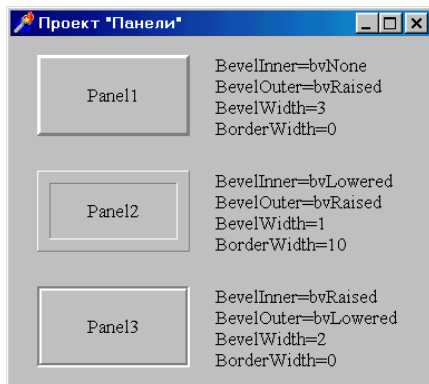 Проект "Панели"
Panel1
BevelInner=bvNone
BevelOuter=bvRaised
BevelWidth=3
BorderWidth=0
Panel2
BevelInner=bvLowered
BevelOuter=bvRaised
BevelWidth=1
BorderWidth=10
Panel3
BevelInner=bvRaised
BevelOuter=bvLowered
BevelWidth=2
BorderWidth=0